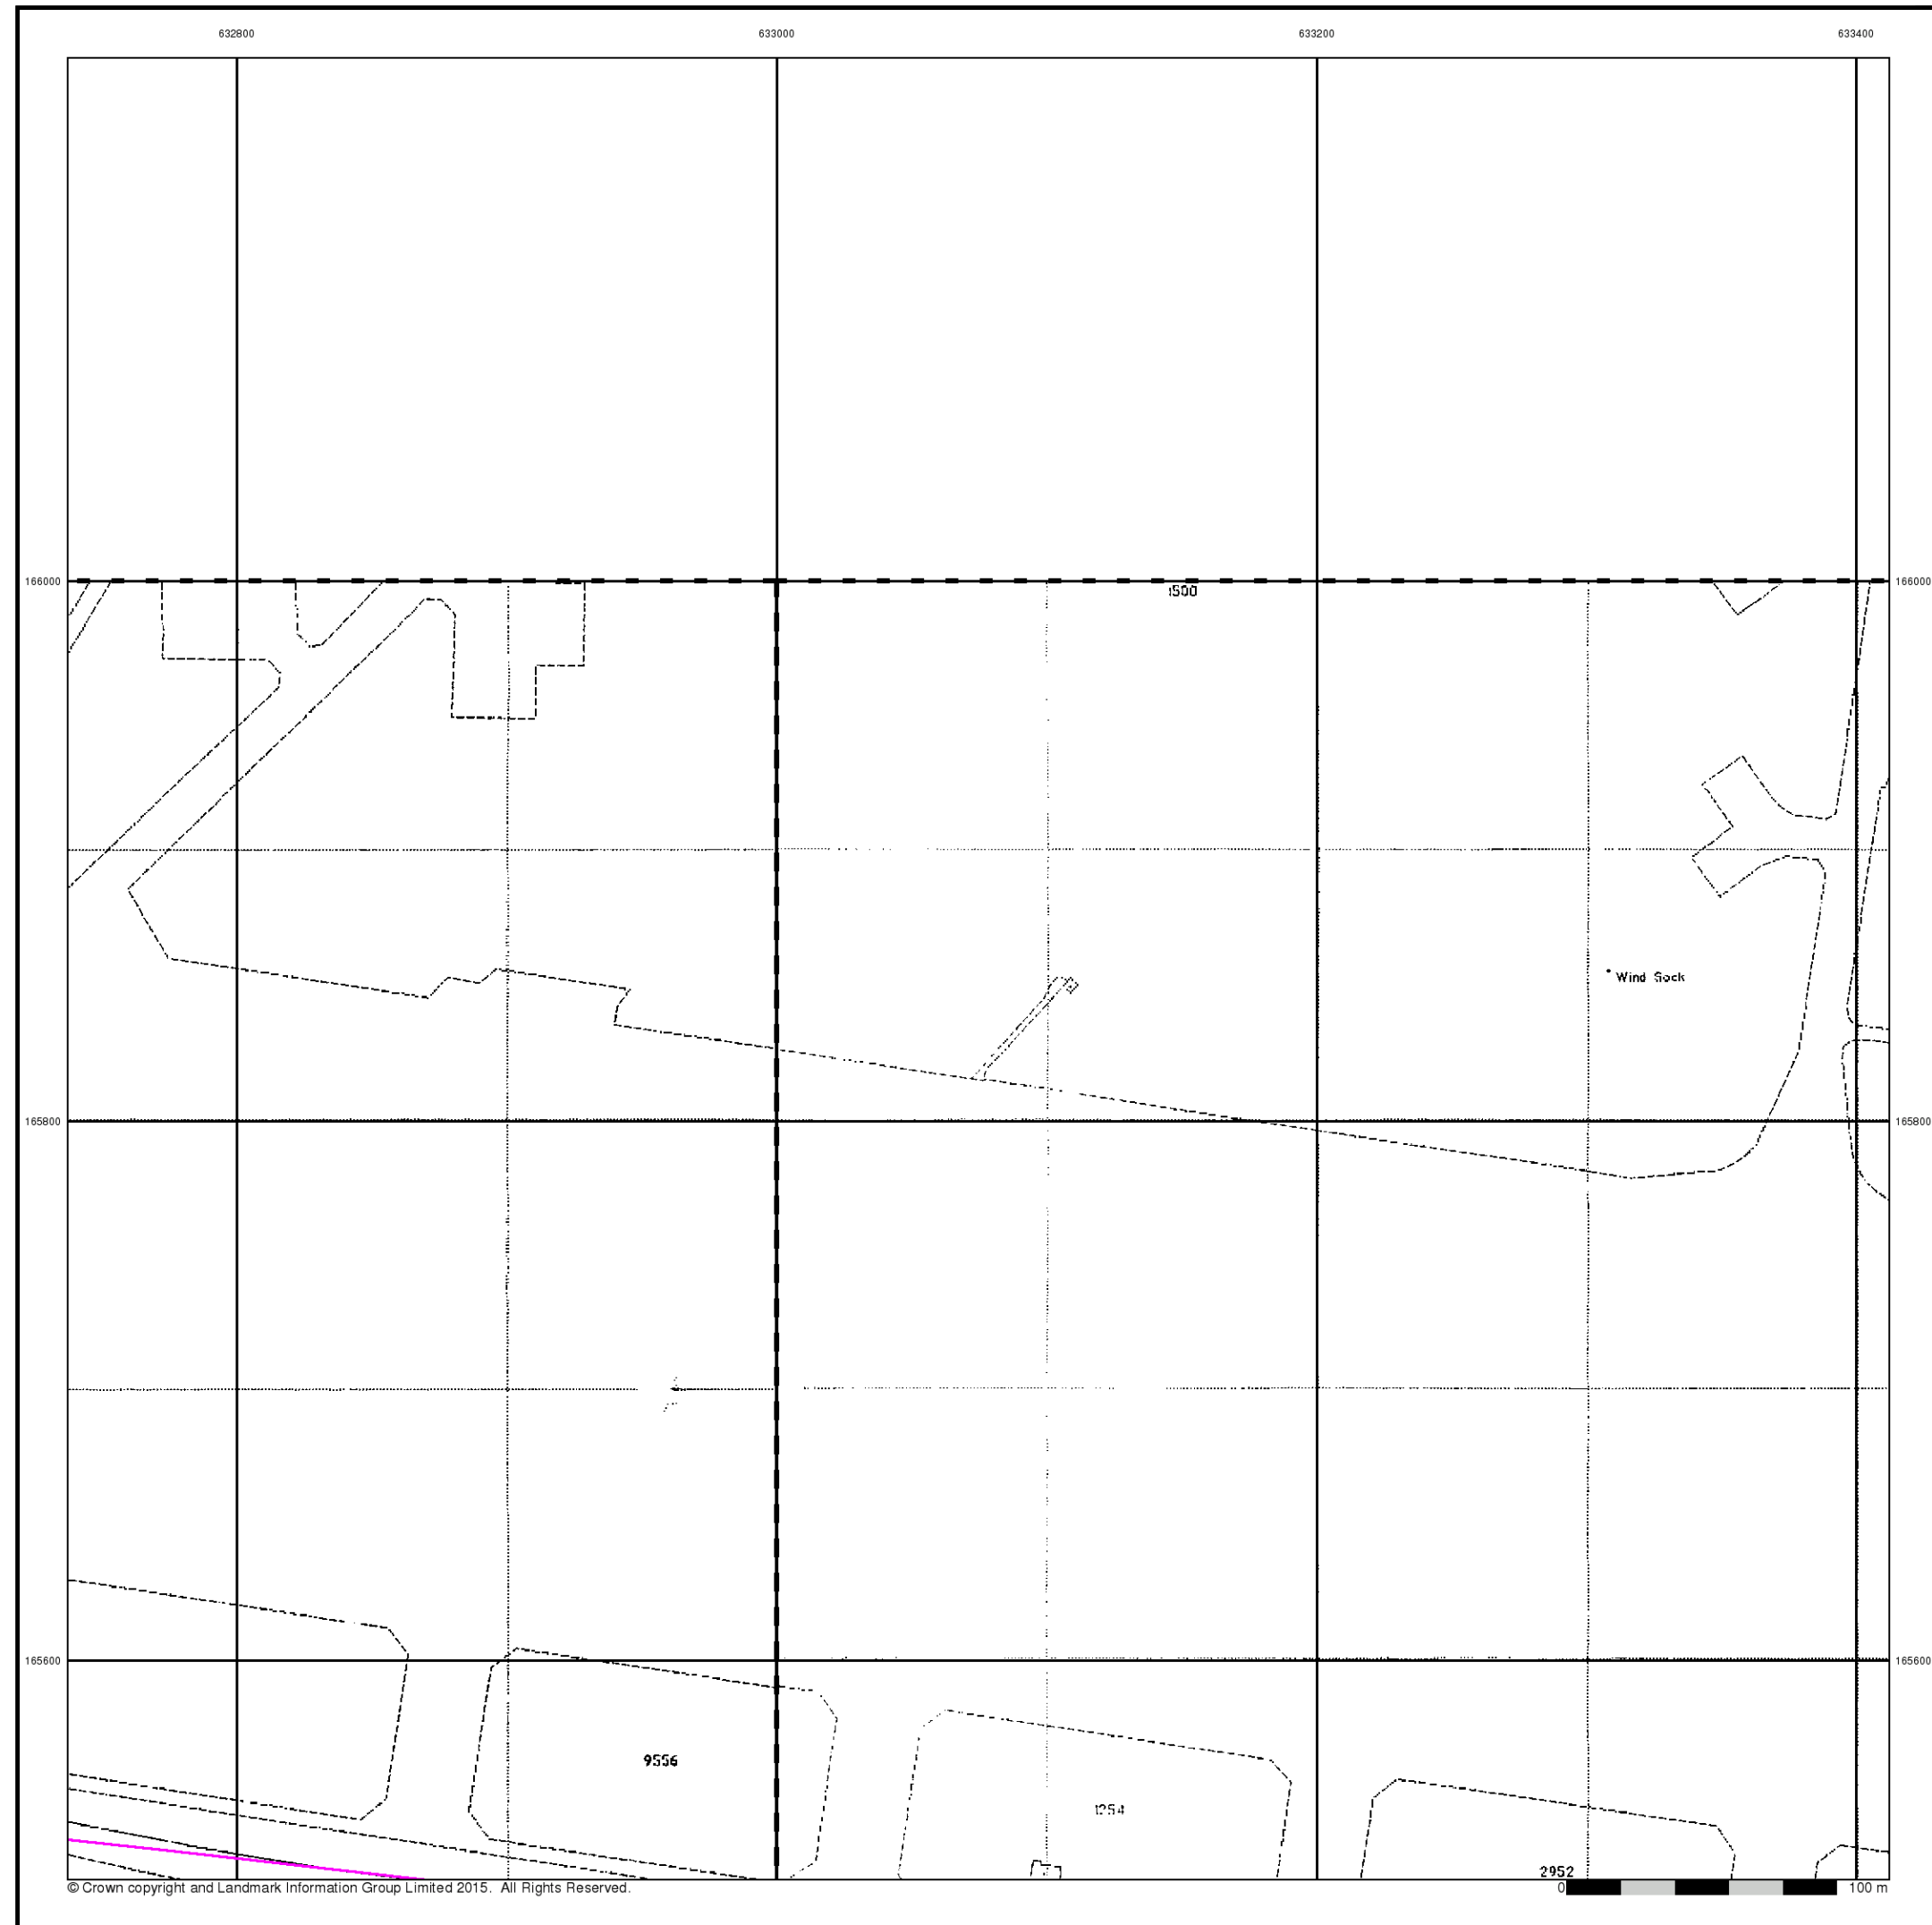 632800 633000 633200 633400
166000 166000
1500
Wind Sock
165800 165800
165600 165600
9556
1254
2952
© Crown copyright and Landmark Information Group Limited 2015. All Rights Reserved. 0 100 m